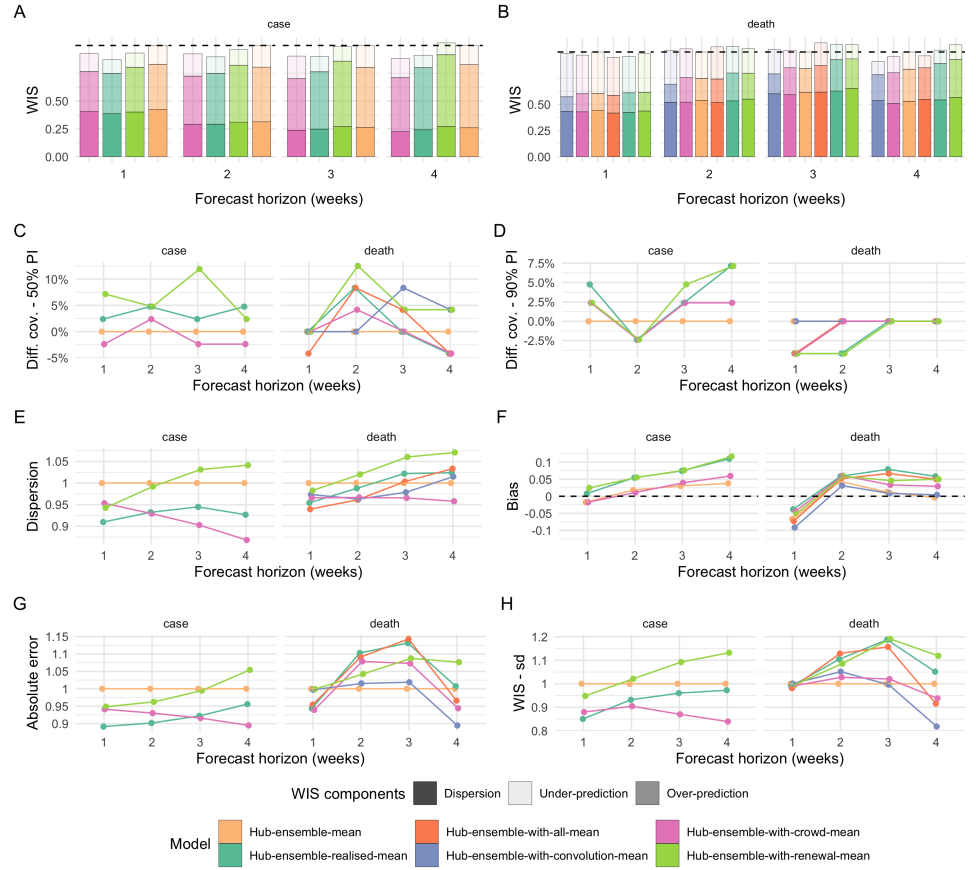 A
B
case
death
WIS
0.50
0.25
0.00
1
2
3
4
Forecast horizon (weeks)
WIS
1.00
0.75
0.50
0.25
0.00
1
2
3
4
Forecast horizon (weeks)
C
D
case
death
Diff. cov. - 50% PI
10%
5%
0%
-5%
1
2
3
4
1
2
3
4
Forecast horizon (weeks)
case
death
Diff. cov. - 90% PI
7.5%
5.0%
2.5%
0.0%
-2.5%
1
2
3
4
1
2
3
4
Forecast horizon (weeks)
E
F
case
death
Dispersion
1.05
1
0.95
0.9
1
2
3
4
1
2
3
4
Forecast horizon (weeks)
case
death
Bias
0.1
0.05
0
-0.05
-0.1
1
2
3
4
1
2
3
4
Forecast horizon (weeks)
G
H
case
death
Absolute error
1.15
1.1
1.05
1
0.95
0.9
1
2
3
4
1
2
3
4
Forecast horizon (weeks)
case
death
WIS - sd
1.2
1.1
1
0.9
0.8
1
2
3
4
1
2
3
4
Forecast horizon (weeks)
WIS components
Dispersion
Under-prediction
Over-prediction
Model
Hub-ensemble-mean
Hub-ensemble-with-all-mean
Hub-ensemble-with-crowd-mean
Hub-ensemble-realised-mean
Hub-ensemble-with-convolution-mean
Hub-ensemble-with-renewal-mean